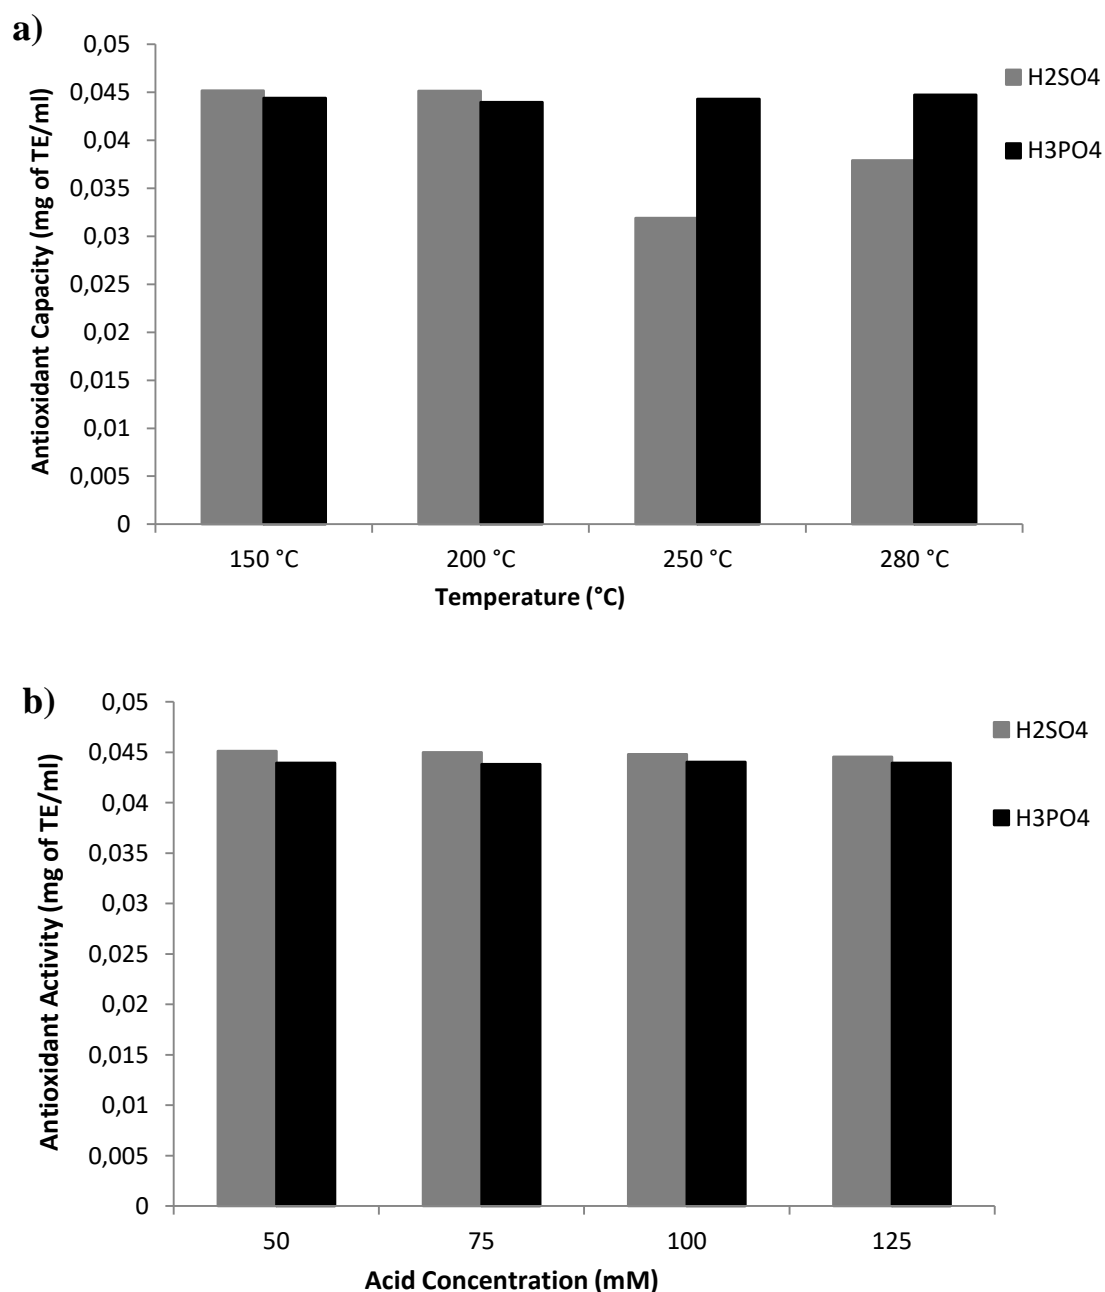 a)
Antioxidant Capacity (mg of TE/ml)
0,05
0,045
0,04
0,035
0,03
0,025
0,02
0,015
0,01
0,005
0
150 °C 200 °C 250 °C 280 °C
Temperature (°C)
H2SO4
H3PO4
b)
Antioxidant Activity (mg of TE/ml)
0,05
0,045
0,04
0,035
0,03
0,025
0,02
0,015
0,01
0,005
0
50 75 100 125
Acid Concentration (mM)
H2SO4
H3PO4